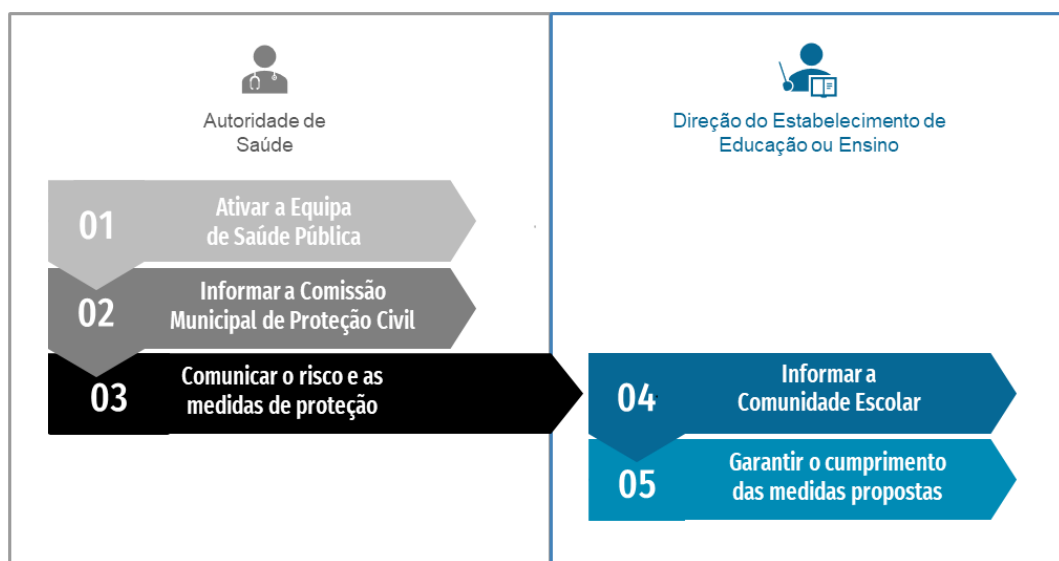 Autoridade de
Saúde
Direção do Estabelecimento de
Educação ou Ensino
01
Ativar a Equipa
de Saúde Pública
02
Informar a Comissão
Municipal de Proteção Civil
03
Comunicar o risco e as
medidas de proteção
04
Informar a
Comunidade Escolar
05
Garantir o cumprimento
das medidas propostas